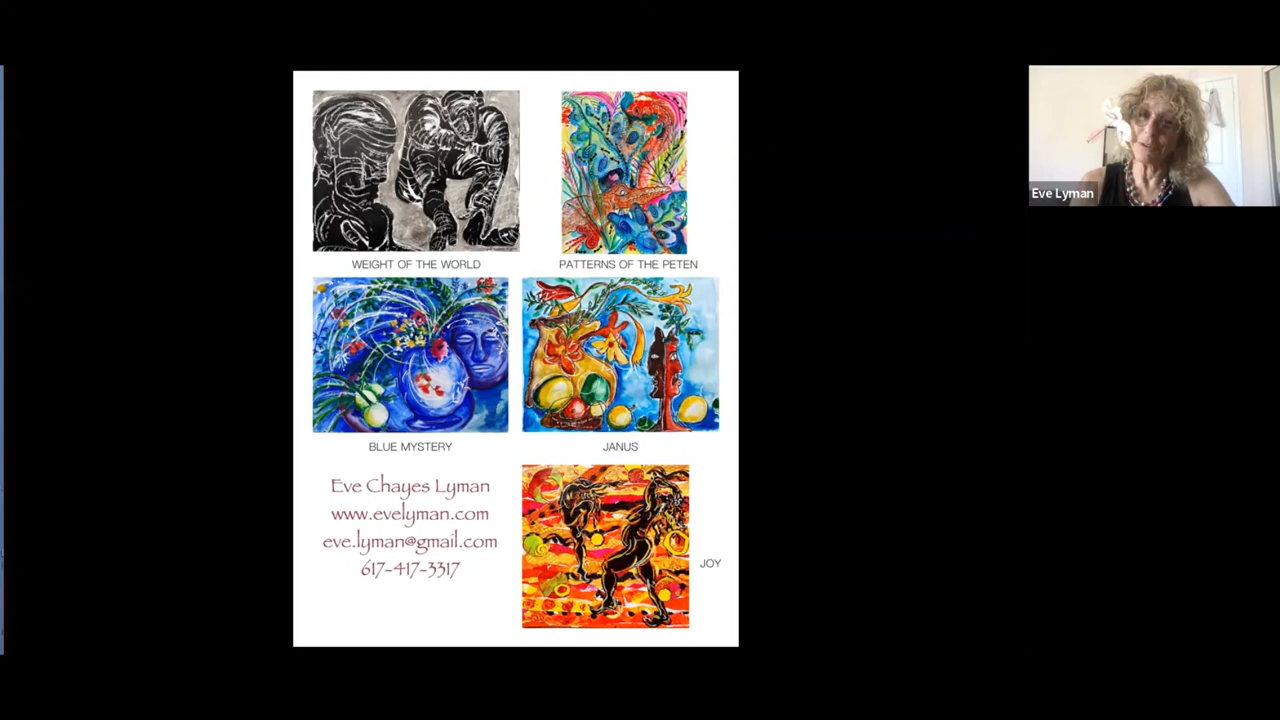 WEIGHT OF THE WORLD
PATTERNS OF THE PETEN
BLUE MYSTERY
JANUS
Eve Chayes Lyman
www.evelyman.com
eve.lyman@gmail.com
617-417-3317
JOY
Eve Lyman